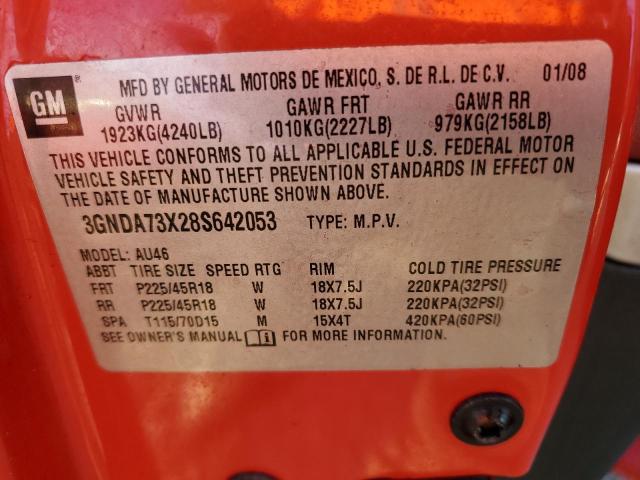 GM
MFD BY GENERAL MOTORS DE MEXICO, S. DE R.L. DE C.V. 01/08
GVWR GAWR FRT GAWR RR
1923KG(4240LB) 1010KG(2227LB) 979KG(2158LB)
THIS VEHICLE CONFORMS TO ALL APPLICABLE U.S. FEDERAL MOTOR
VEHICLE SAFETY AND THEFT PREVENTION STANDARDS IN EFFECT ON
THE DATE OF MANUFACTURE SHOWN ABOVE.
3GNDA73X28S642053 TYPE: M.P.V.
MODEL: AU46
ABBT TIRE SIZE SPEED RTG RIM COLD TIRE PRESSURE
FRT P225/45R18 W 18X7.5J 220KPA(32PSI)
RR P225/45R18 W 18X7.5J 220KPA(32PSI)
SPA T115/70D15 M 15X4T 420KPA(60PSI)
SEE OWNER'S MANUAL i FOR MORE INFORMATION.